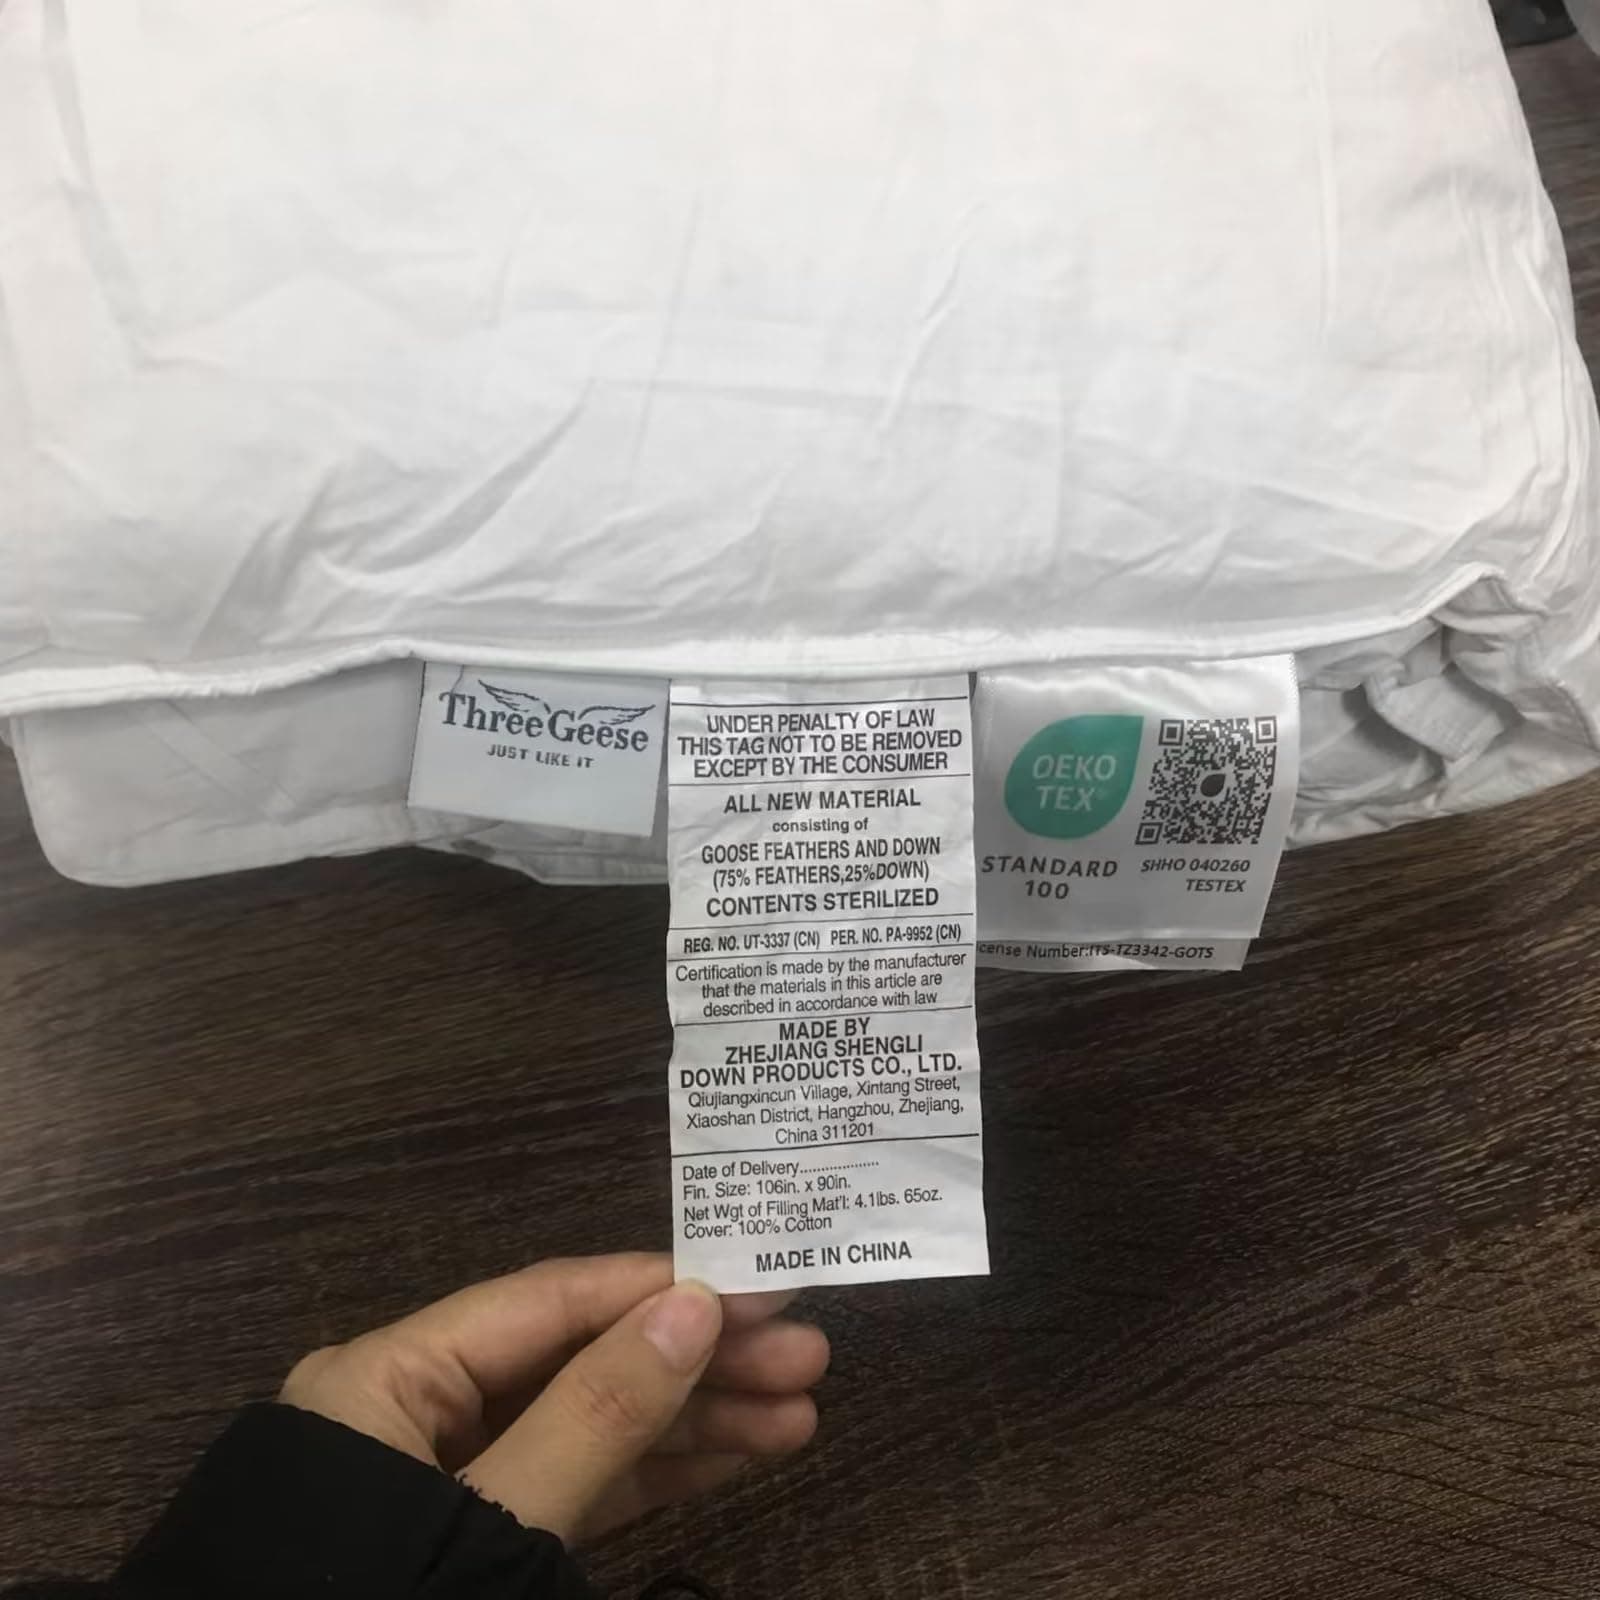 Three Geese
JUST LIKE IT
UNDER PENALTY OF LAW
THIS TAG NOT TO BE REMOVED
EXCEPT BY THE CONSUMER
ALL NEW MATERIAL
consisting of
GOOSE FEATHERS AND DOWN
(75% FEATHERS,25%DOWN)
CONTENTS STERILIZED
REG. NO. UT-3337 (CN) PER. NO. PA-9952 (CN)
Certification is made by the manufacturer
that the materials in this article are
described in accordance with law
MADE BY
ZHEJIANG SHENGLI
DOWN PRODUCTS CO., LTD.
Qiujiangxincun Village, Xintang Street,
Xiaoshan District, Hangzhou, Zhejiang,
China 311201
Date of Delivery...................
Fin. Size: 106in. x 90in.
Net Wgt of Filling Mat'l: 4.1lbs. 65oz.
Cover: 100% Cotton
MADE IN CHINA
OEKO
TEX®
STANDARD
100
SHHO 040260
TESTEX
Number:ITS-TZ3342-GOTS